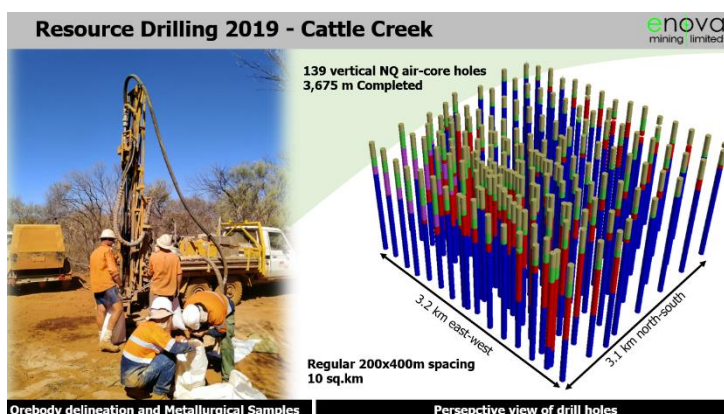 Resource Drilling 2019 - Cattle Creek
enova
mining limited
139 vertical NQ air-core holes
3,675 m Completed
3.2 km east-west
3.1 km north-south
Regular 200x400m spacing
10 sq.km
Orebody delineation and Metallurgical Samples
Persepctive view of drill holes